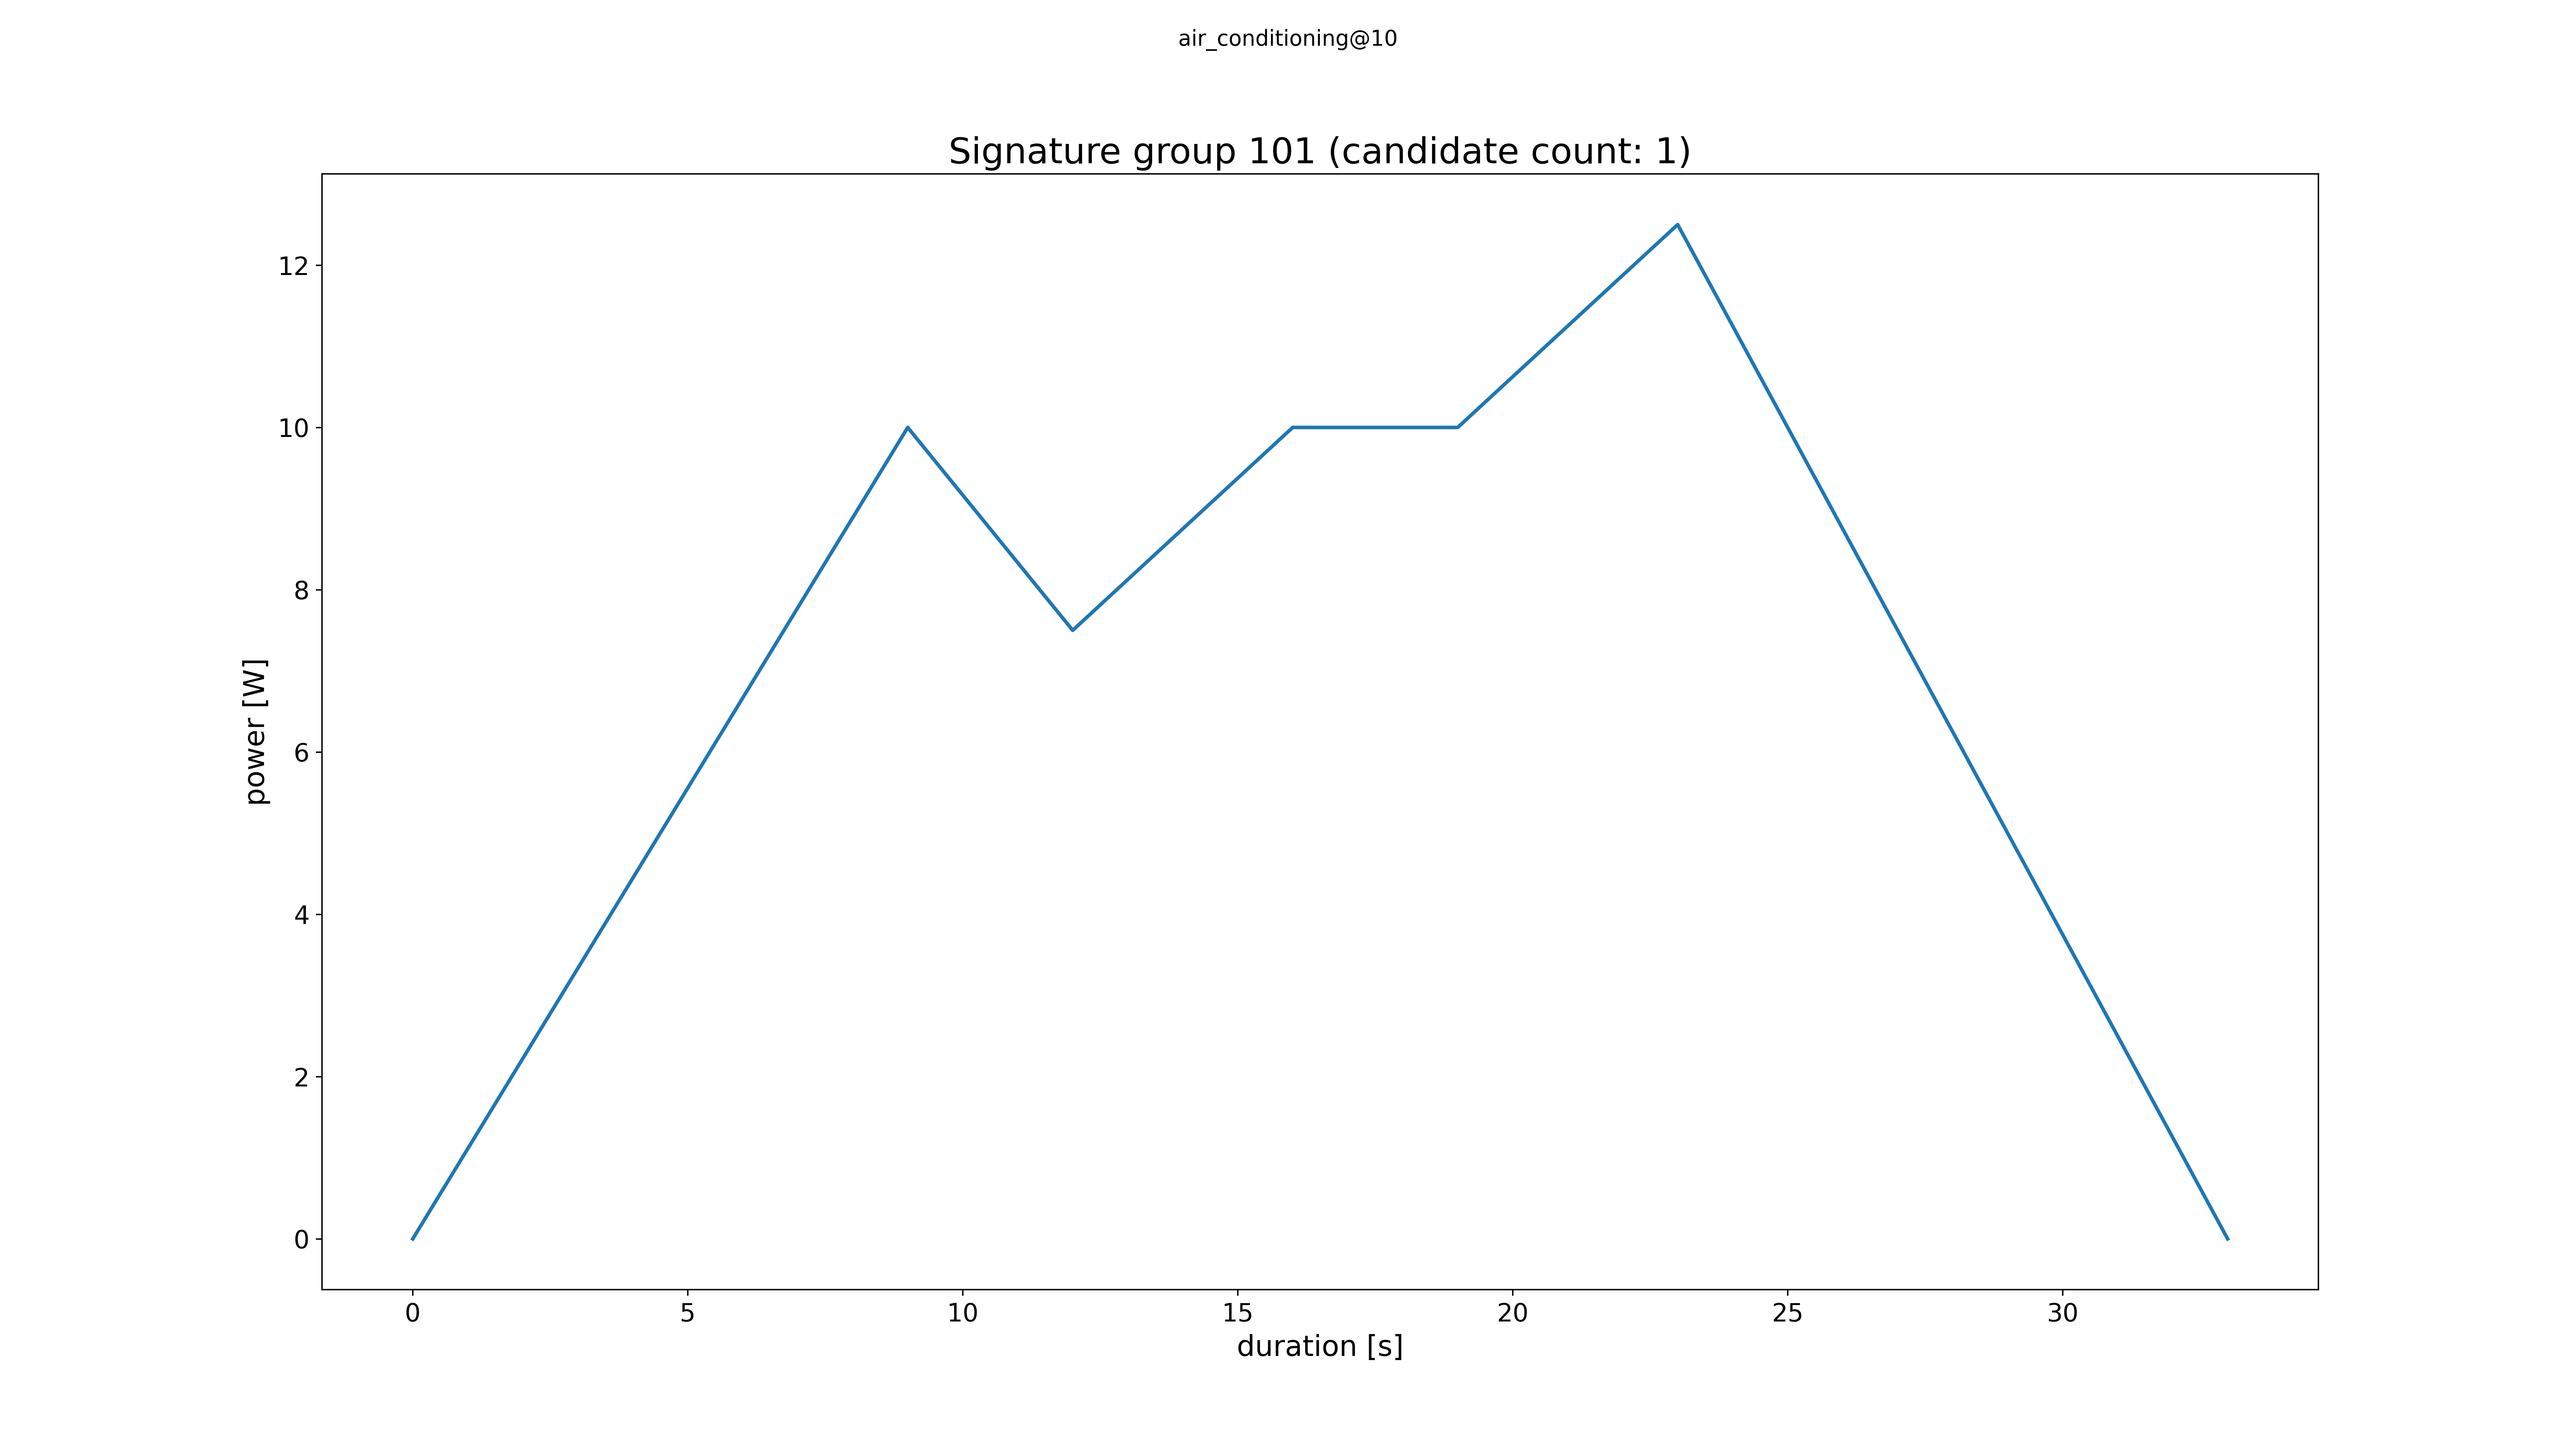 air_conditioning@10
Signature group 101 (candidate count: 1)
12
10
8
6
4
2
0
power [W]
0 5 10 15 20 25 30
duration [s]